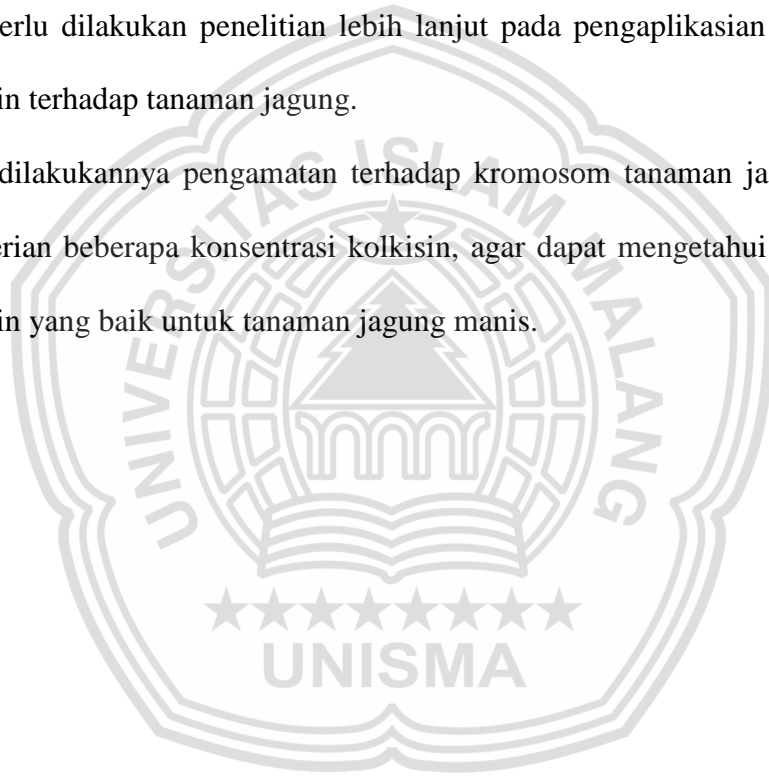 erlu dilakukan penelitian lebih lanjut pada pengaplikasian
in terhadap tanaman jagung.
dilakukannya pengamatan terhadap kromosom tanaman ja
erian beberapa konsentrasi kolkisin, agar dapat mengetahui
in yang baik untuk tanaman jagung manis.
UNIVERSITAS ISLAM MALANG
UNISMA